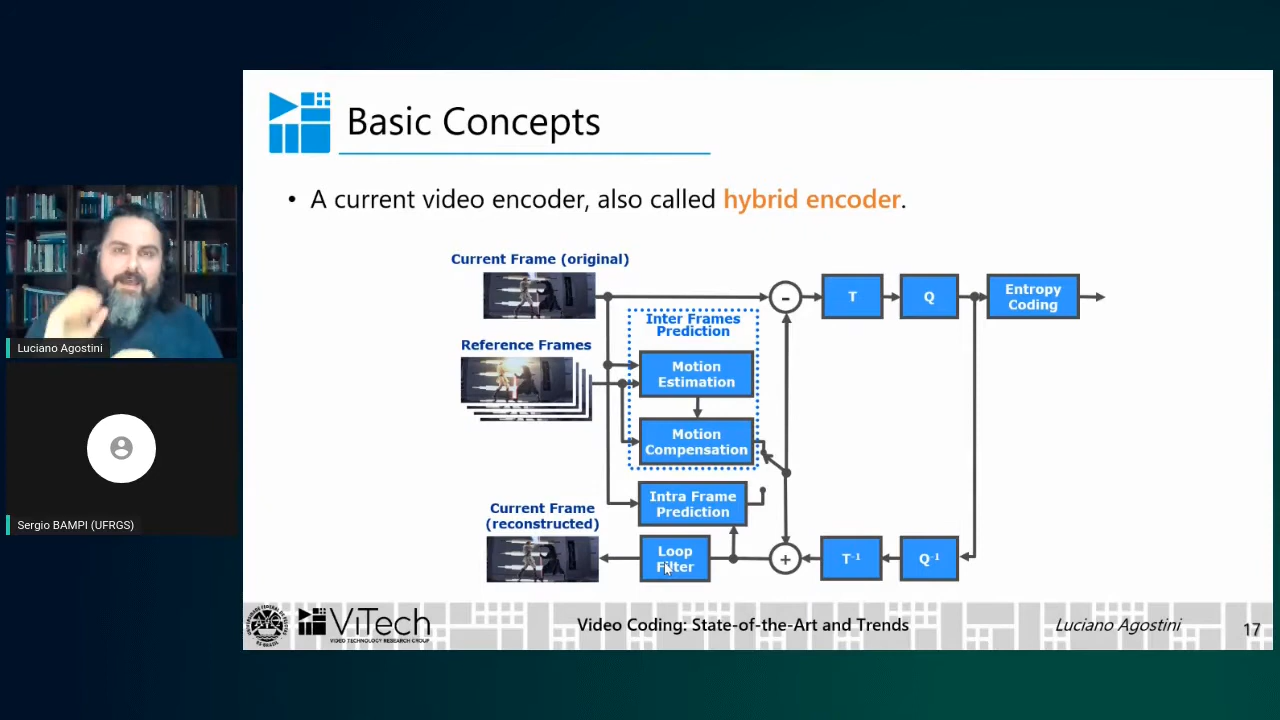 Basic Concepts
• A current video encoder, also called hybrid encoder.
Current Frame (original)
Reference Frames
Inter Frames
Prediction
Motion
Estimation
Motion
Compensation
Intra Frame
Prediction
Current Frame
(reconstructed)
Loop
Filter
-
T
Q
Entropy
Coding
+
T⁻¹
Q⁻¹
Luciano Agostini
Sergio BAMPI (UFRGS)
ViTech
VIDEO TECHNOLOGY RESEARCH GROUP
Video Coding: State-of-the-Art and Trends
Luciano Agostini
17